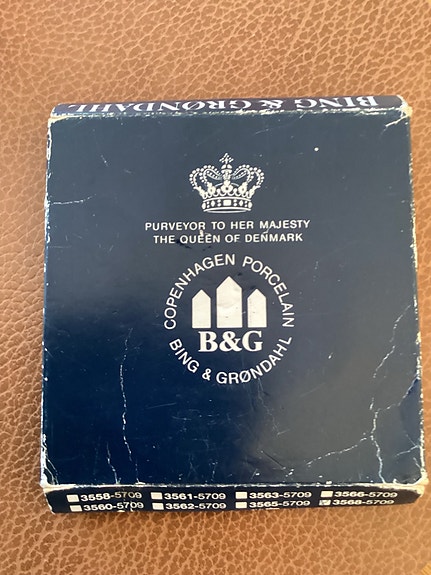 BING & GRØNDAHL
PURVEYOR TO HER MAJESTY
THE QUEEN OF DENMARK
COPENHAGEN PORCELAIN
B&G
BING & GRØNDAHL
3558-5709 3561-5709 3563-5709 3566-5709
3560-5709 3562-5709 3565-5709 3568-5709